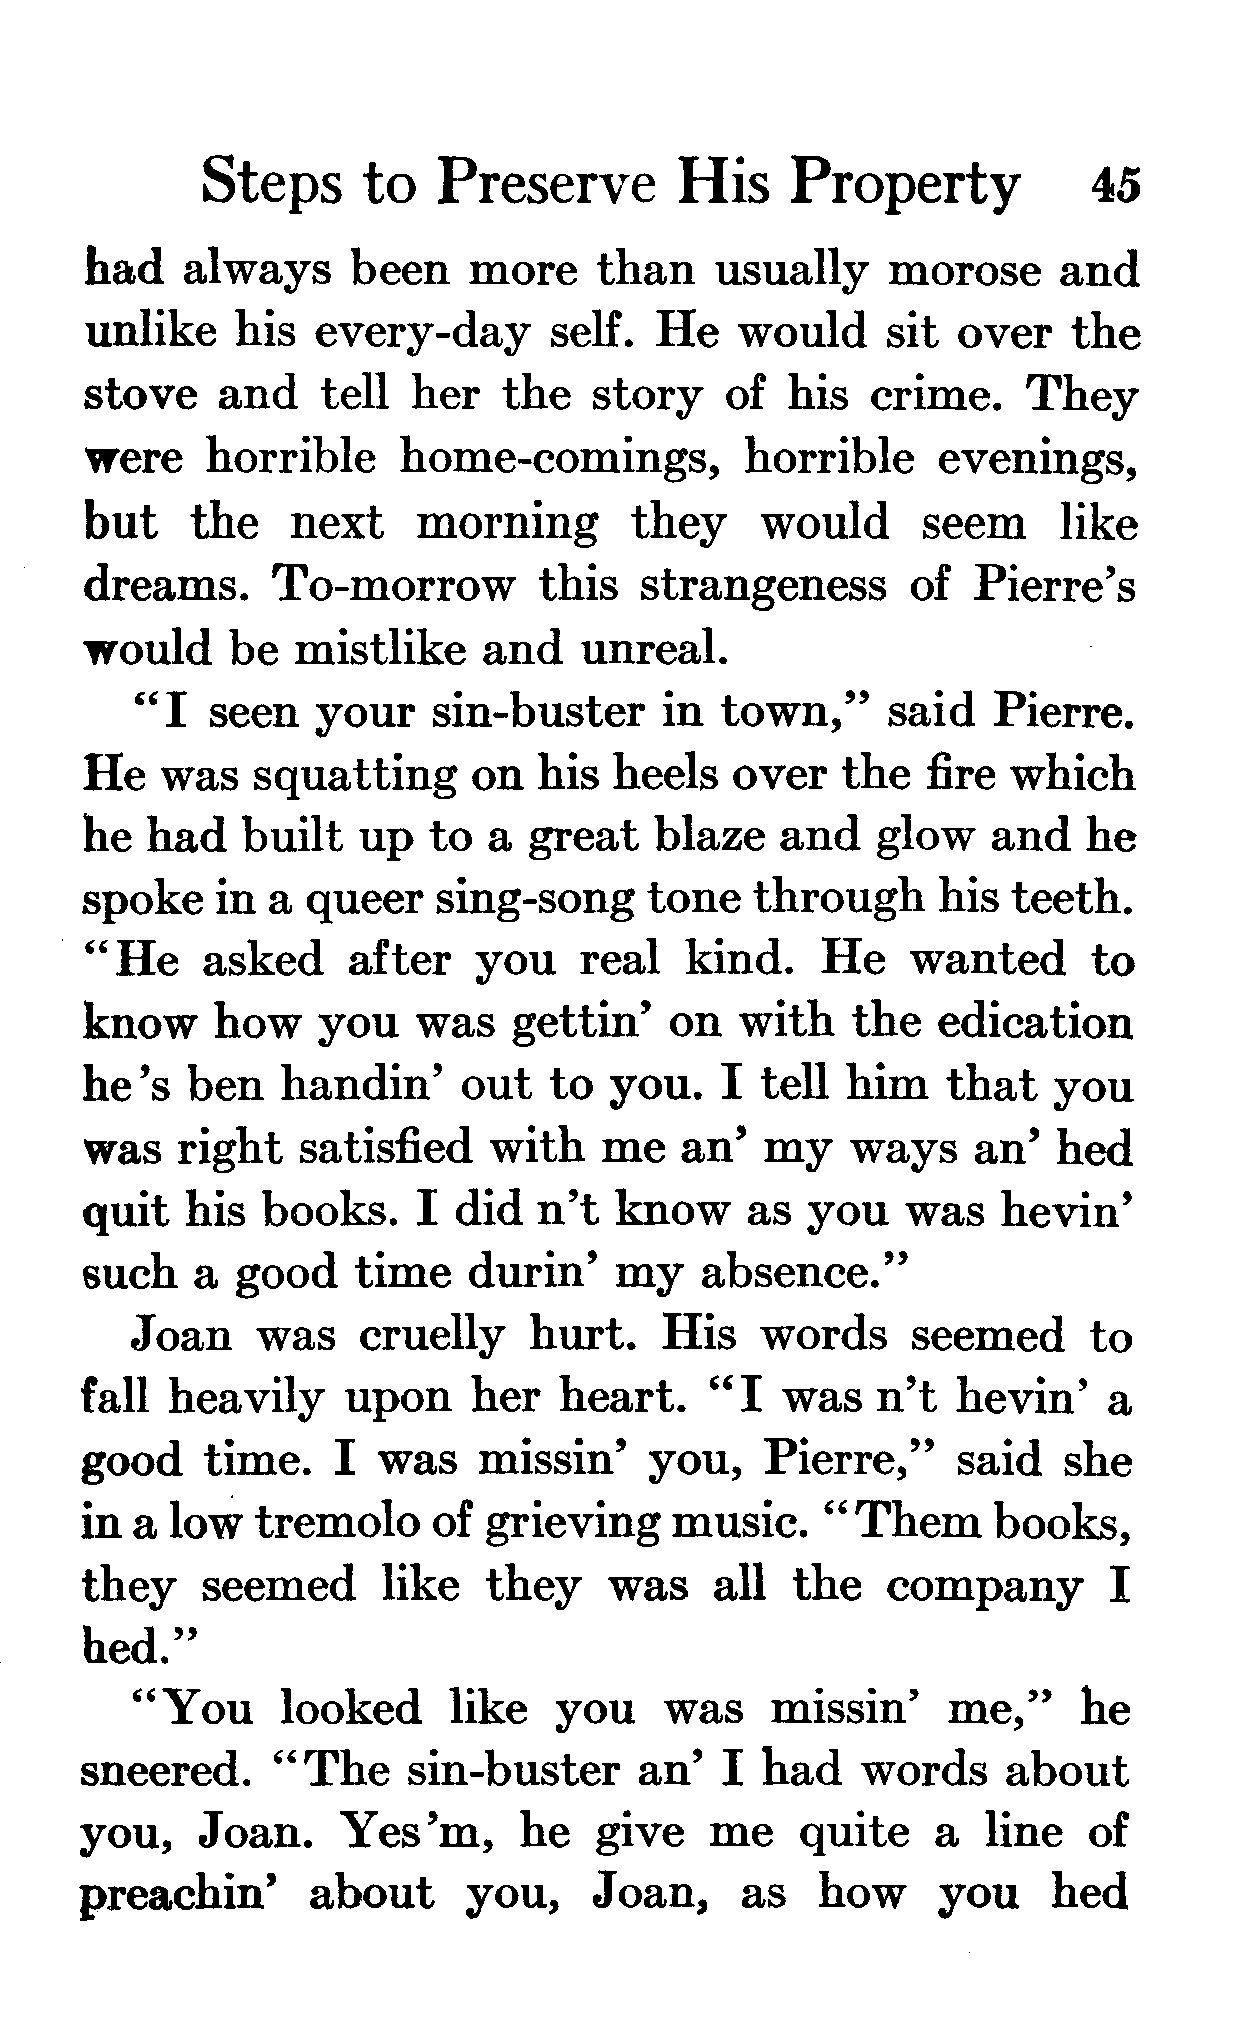 Steps to Preserve His Property 45
had always been more than usually morose and
unlike his every-day self. He would sit over the
stove and tell her the story of his crime. They
were horrible home-comings, horrible evenings,
but the next morning they would seem like
dreams. To-morrow this strangeness of Pierre's
would be mistlike and unreal.
"I seen your sin-buster in town," said Pierre.
He was squatting on his heels over the fire which
he had built up to a great blaze and glow and he
spoke in a queer sing-song tone through his teeth.
"He asked after you real kind. He wanted to
know how you was gettin' on with the edication
he 's ben handin' out to you. I tell him that you
was right satisfied with me an' my ways an' hed
quit his books. I did n't know as you was hevin'
such a good time durin' my absence."
Joan was cruelly hurt. His words seemed to
fall heavily upon her heart. "I was n't hevin' a
good time. I was missin' you, Pierre," said she
in a low tremolo of grieving music. "Them books,
they seemed like they was all the company I
hed."
"You looked like you was missin' me," he
sneered. "The sin-buster an' I had words about
you, Joan. Yes'm, he give me quite a line of
preachin' about you, Joan, as how you hed